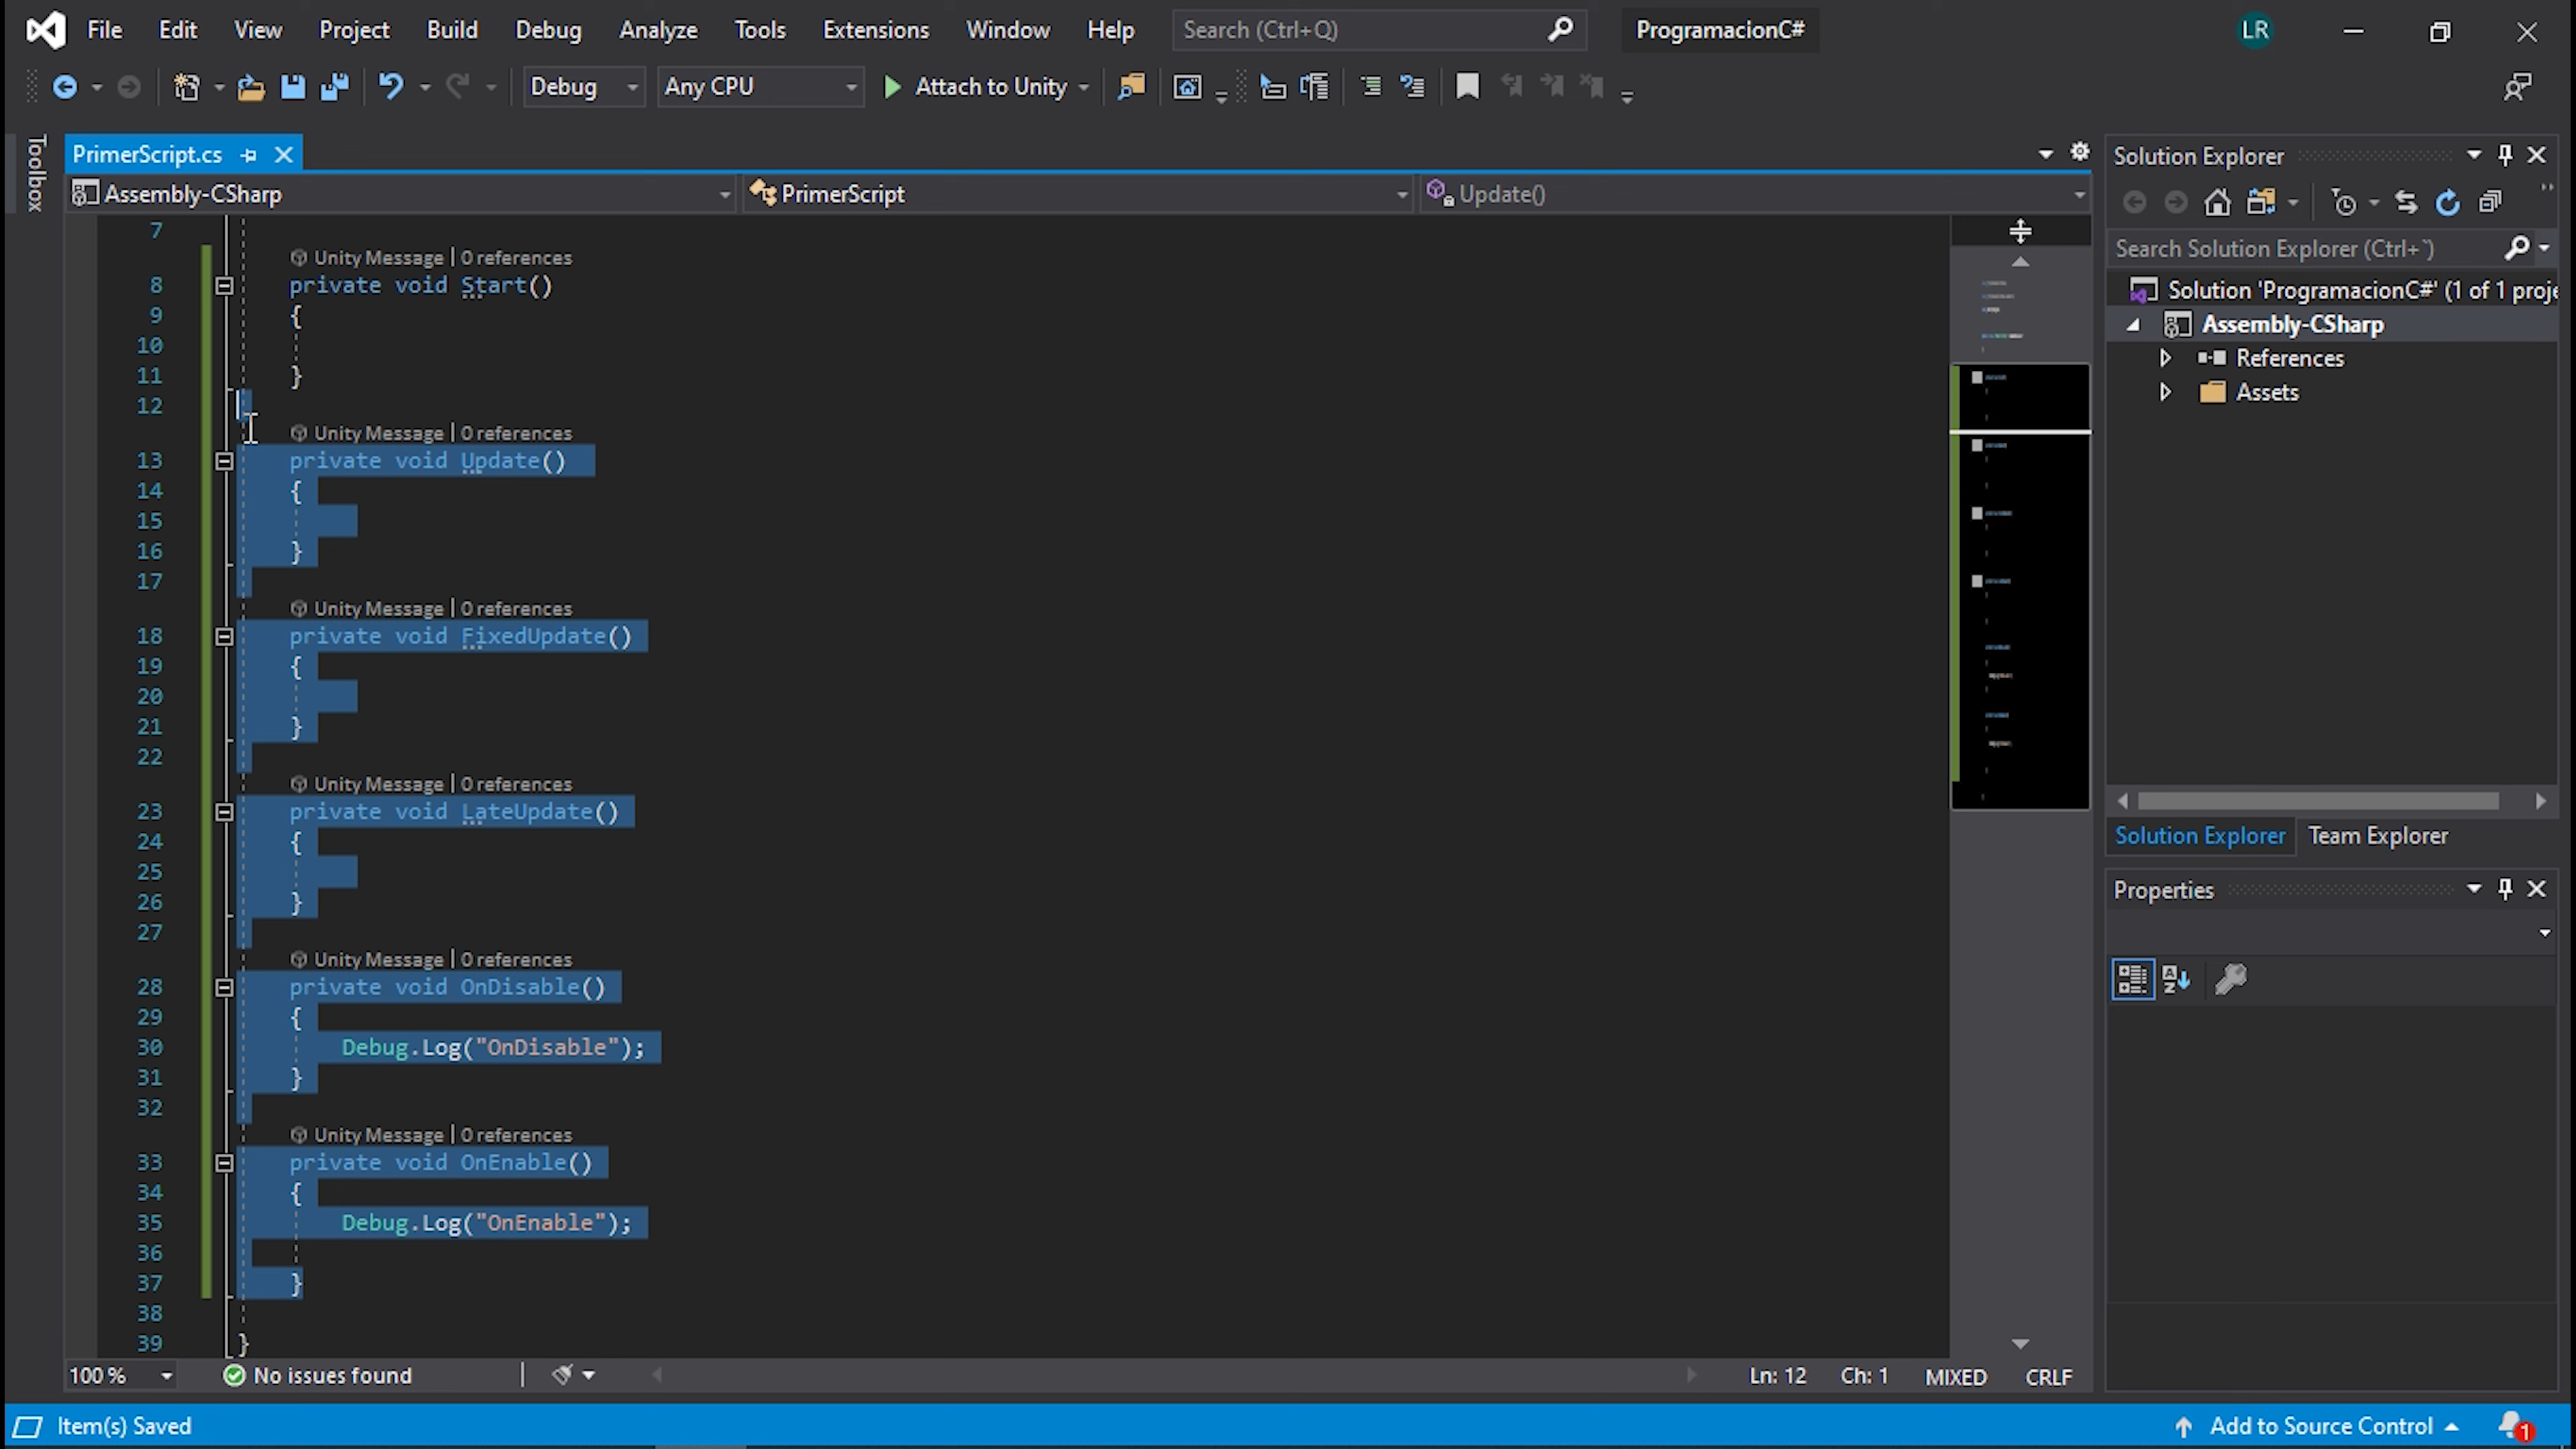 File Edit View Project Build Debug Analyze Tools Extensions Window Help Search (Ctrl+Q) ProgramacionC# LR
Debug Any CPU Attach to Unity
Toolbox
PrimerScript.cs
Assembly-CSharp PrimerScript Update()
7
Unity Message | 0 references
8 private void Start()
9 {
10
11 }
12
Unity Message | 0 references
13 private void Update()
14 {
15
16 }
17
Unity Message | 0 references
18 private void FixedUpdate()
19 {
20
21 }
22
Unity Message | 0 references
23 private void LateUpdate()
24 {
25
26 }
27
Unity Message | 0 references
28 private void OnDisable()
29 {
30 Debug.Log("OnDisable");
31 }
32
Unity Message | 0 references
33 private void OnEnable()
34 {
35 Debug.Log("OnEnable");
36
37 }
38
39 }
100 % No issues found Ln: 12 Ch: 1 MIXED CRLF
Solution Explorer
Search Solution Explorer (Ctrl+`)
Solution 'ProgramacionC#' (1 of 1 proje
Assembly-CSharp
References
Assets
Solution Explorer Team Explorer
Properties
Item(s) Saved Add to Source Control 1